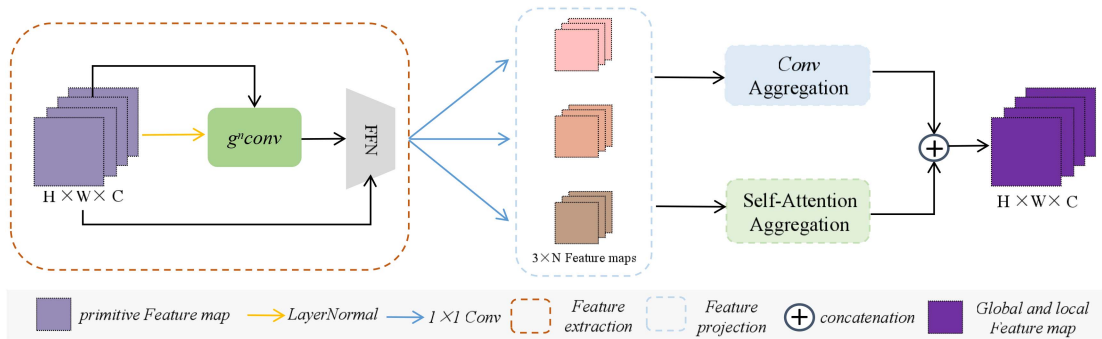 H×W× C
gⁿconv
FFN
3×N Feature maps
Conv
Aggregation
Self-Attention
Aggregation
H ×W× C
primitive Feature map
LayerNormal
1×1 Conv
Feature
extraction
Feature
projection
concatenation
Global and local
Feature map